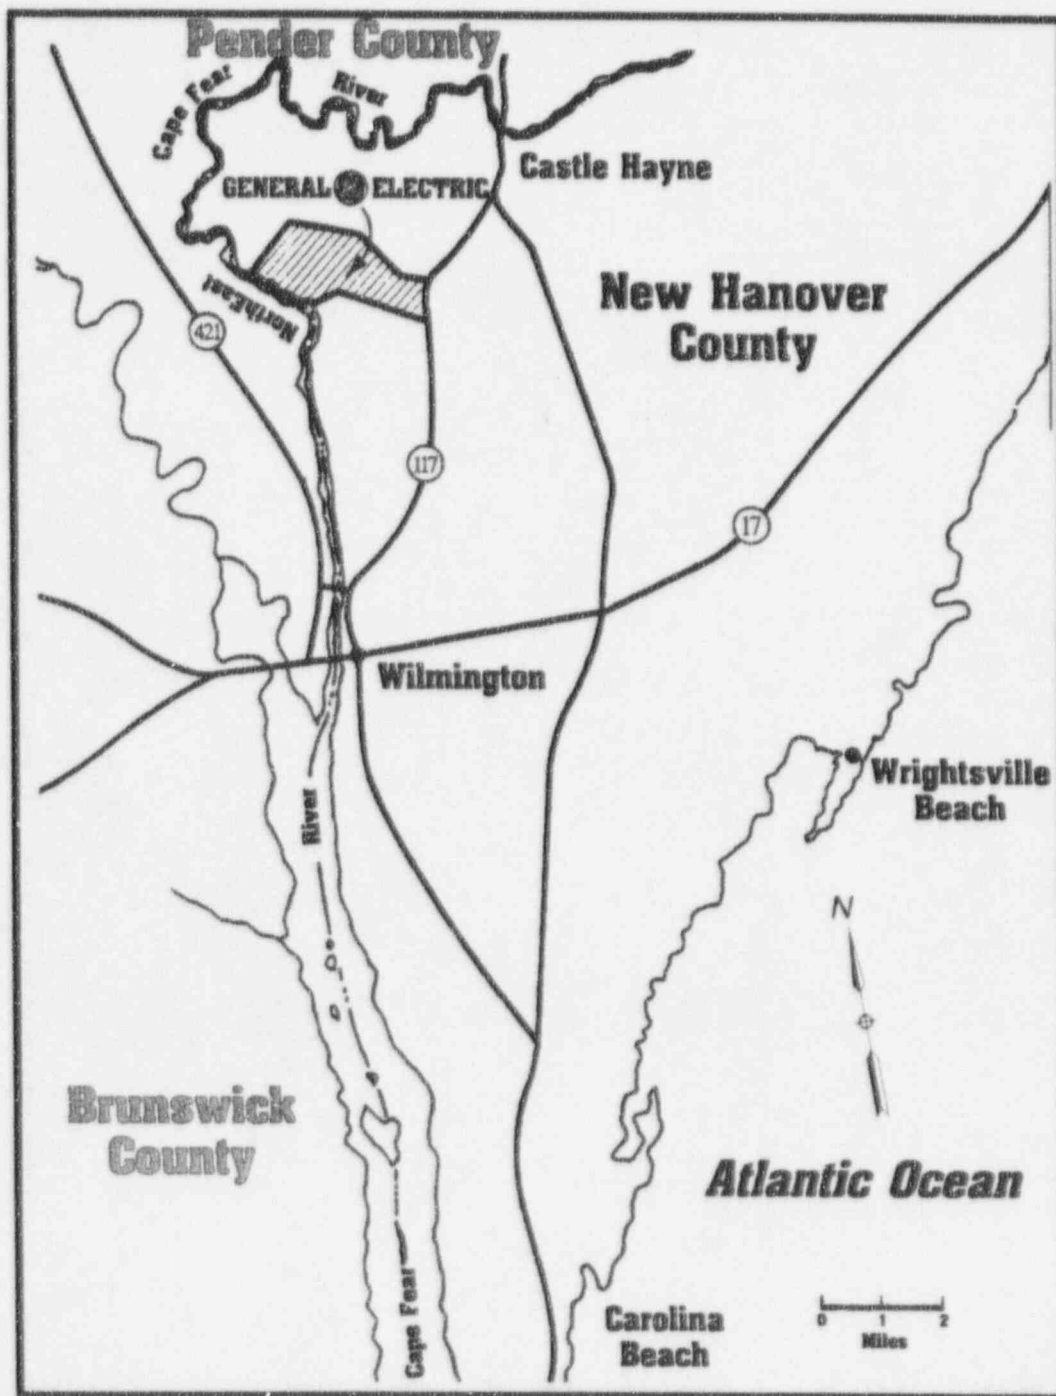 Pender County
Cape Fear
River
Castle Hayne
GENERAL ELECTRIC
NorthEast
New Hanover
County
421
117
17
Wilmington
Wrightsville
Beach
River
N
Brunswick
County
Atlantic Ocean
Cape Fear
Carolina
Beach
0 1 2
Miles